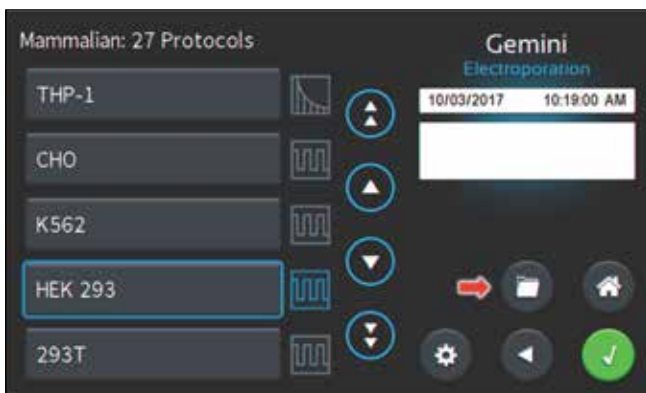 Mammalian: 27 Protocols
THP-1
CHO
K562
HEK 293
293T
Gemini
Electroporation
10/03/2017 10:19:00 AM